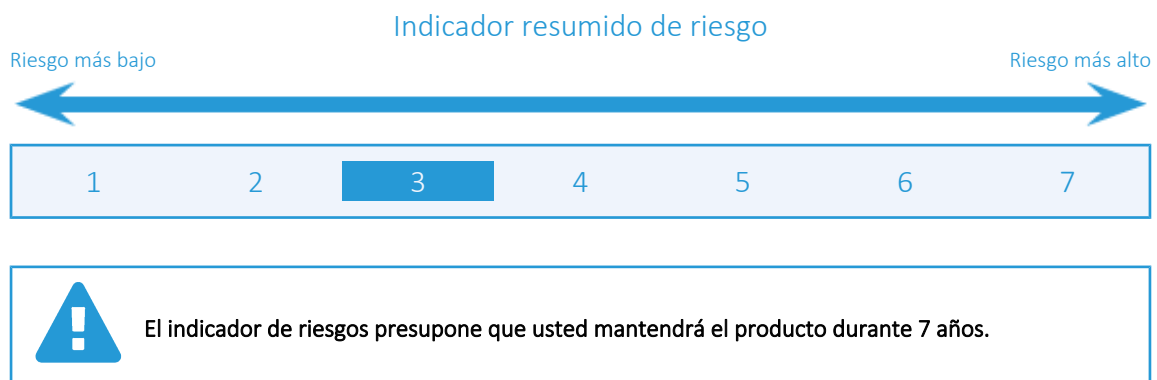 Indicador resumido de riesgo
Riesgo más bajo Riesgo más alto
1 2 3 4 5 6 7
El indicador de riesgos presupone que usted mantendrá el producto durante 7 años.